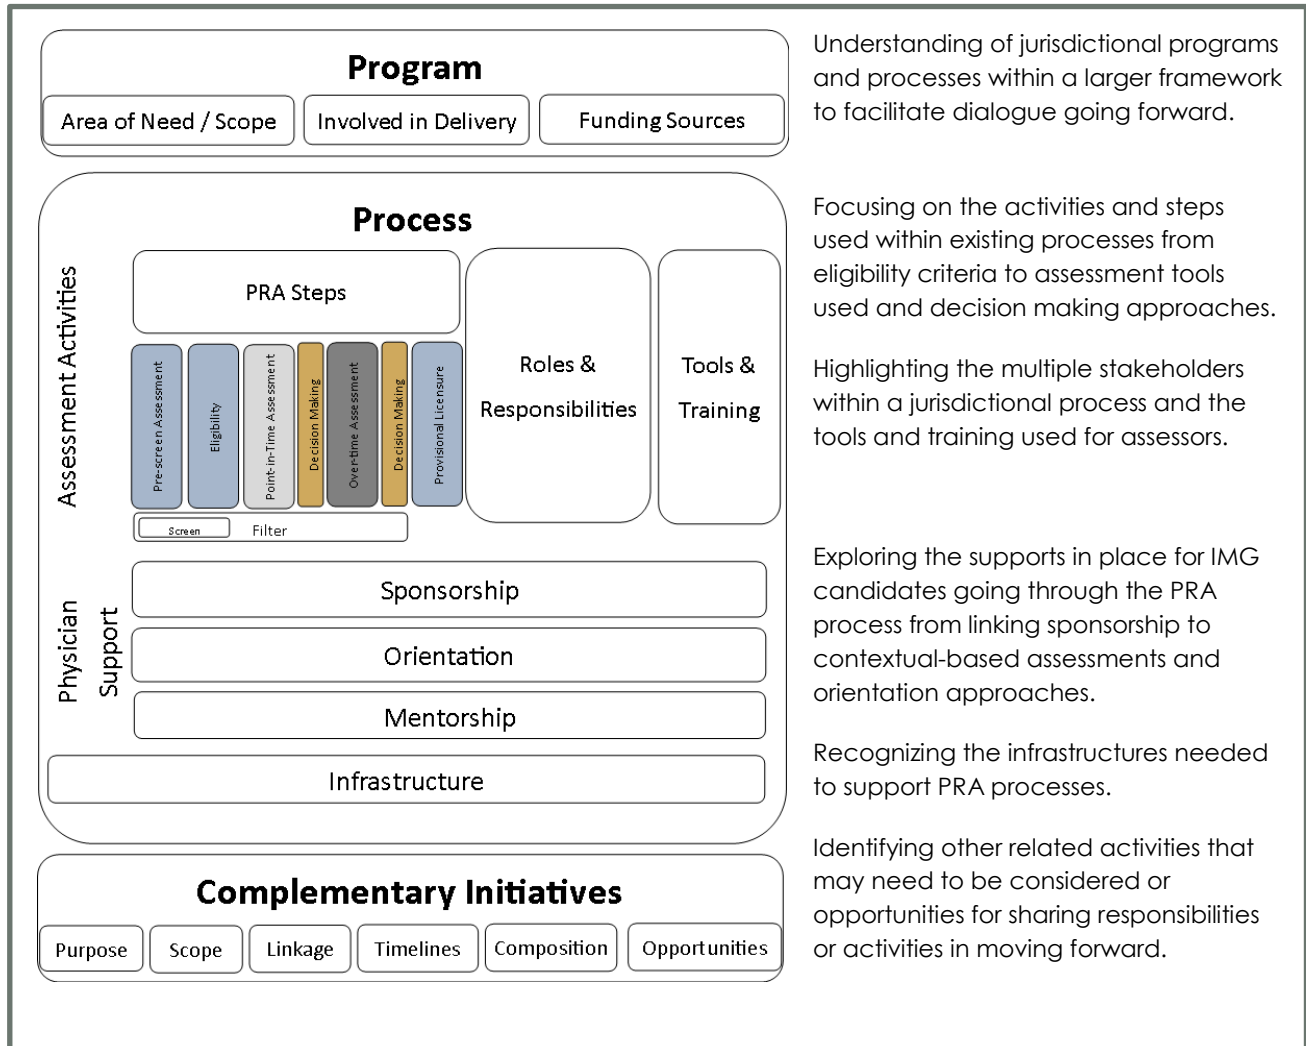 Program
Area of Need / Scope
Involved in Delivery
Funding Sources
Understanding of jurisdictional programs
and processes within a larger framework
to facilitate dialogue going forward.
Process
Assessment Activities
PRA Steps
Pre-screen Assessment
Eligibility
Point-in-Time Assessment
Decision Making
Over-time Assessment
Decision Making
Provisional Licensure
Screen
Filter
Roles &
Responsibilities
Tools &
Training
Focusing on the activities and steps
used within existing processes from
eligibility criteria to assessment tools
used and decision making approaches.
Highlighting the multiple stakeholders
within a jurisdictional process and the
tools and training used for assessors.
Physician
Support
Sponsorship
Orientation
Mentorship
Infrastructure
Exploring the supports in place for IMG
candidates going through the PRA
process from linking sponsorship to
contextual-based assessments and
orientation approaches.
Recognizing the infrastructures needed
to support PRA processes.
Complementary Initiatives
Purpose
Scope
Linkage
Timelines
Composition
Opportunities
Identifying other related activities that
may need to be considered or
opportunities for sharing responsibilities
or activities in moving forward.